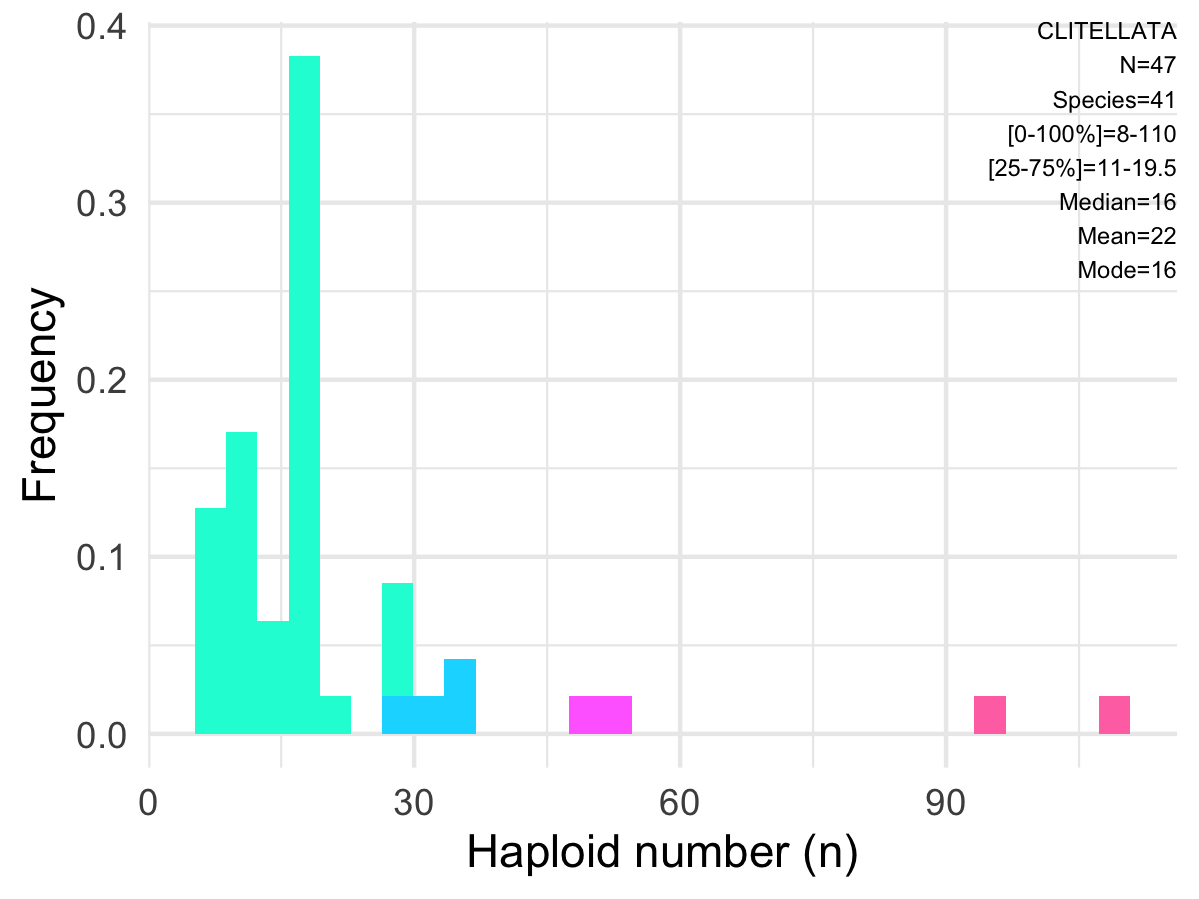 CLITELLATA
N=47
Species=41
[0-100%]=8-110
[25-75%]=11-19.5
Median=16
Mean=22
Mode=16
Frequency
0.4
0.3
0.2
0.1
0.0
0 30 60 90
Haploid number (n)